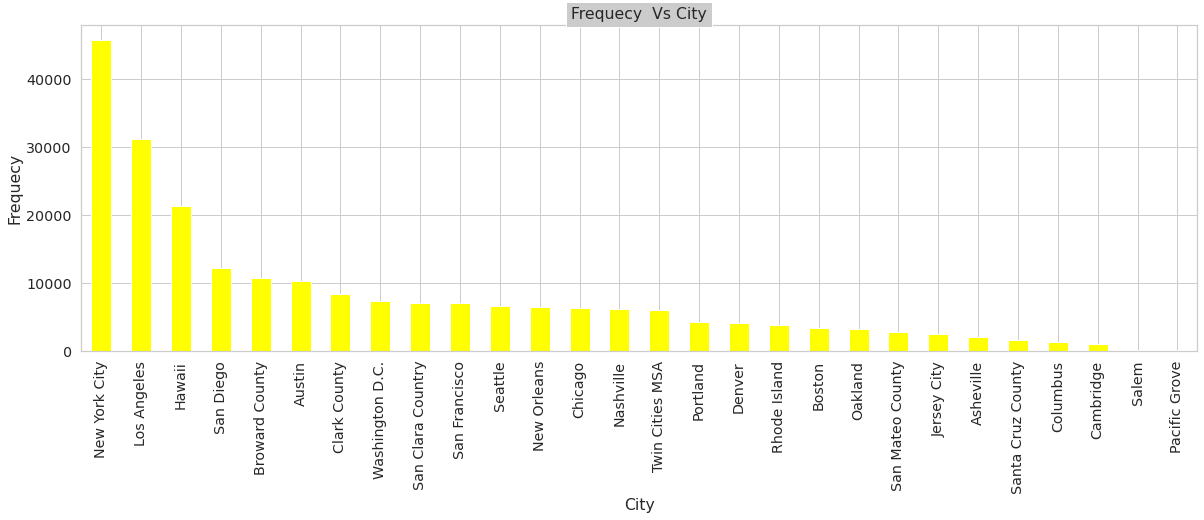 Frequecy  Vs City
Frequecy
40000
30000
20000
10000
0
New York City
Los Angeles
Hawaii
San Diego
Broward County
Austin
Clark County
Washington D.C.
San Clara Country
San Francisco
Seattle
New Orleans
Chicago
Nashville
Twin Cities MSA
Portland
Denver
Rhode Island
Boston
Oakland
San Mateo County
Jersey City
Asheville
Santa Cruz County
Columbus
Cambridge
Salem
Pacific Grove
City